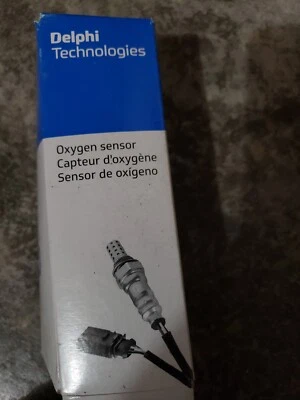 Delphi
Technologies
Oxygen sensor
Capteur d'oxygène
Sensor de oxígeno